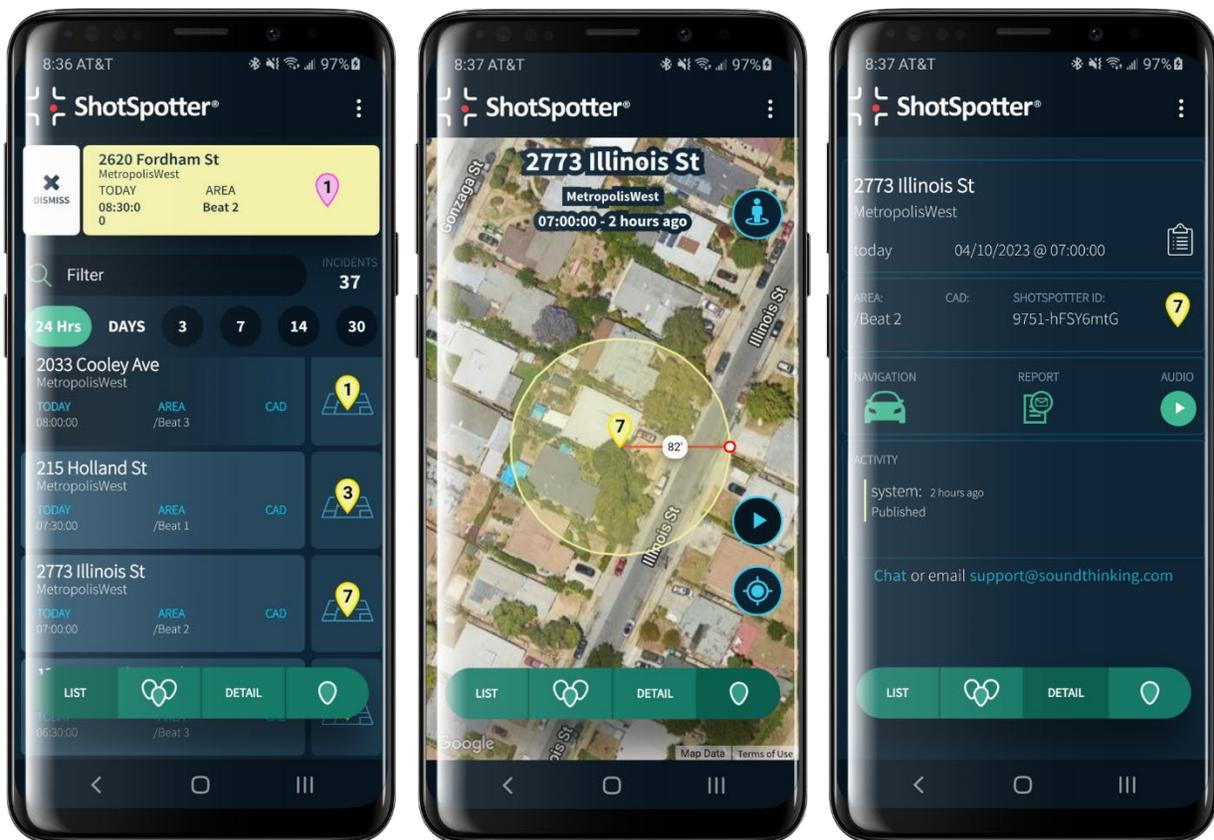 8:36 AT&T 97%
ShotSpotter®
2620 Fordham St
MetropolisWest
TODAY AREA
08:30:0
0
Beat 2
1
DISMISS
Filter
INCIDENTS
37
24 Hrs DAYS 3 7 14 30
2033 Cooley Ave
MetropolisWest
TODAY AREA CAD
08:00:00 /Beat 3
1
215 Holland St
MetropolisWest
TODAY AREA CAD
07:30:00 /Beat 1
3
2773 Illinois St
MetropolisWest
TODAY AREA CAD
07:00:00 /Beat 2
7
LIST DETAIL
06:30:00 /Beat 3
8:37 AT&T 97%
ShotSpotter®
2773 Illinois St
MetropolisWest
07:00:00 - 2 hours ago
Gonzaga St
Illinois St
7
82'
Illinois St
LIST DETAIL
Google
ois St
Map Data Terms of Use
8:37 AT&T 97%
ShotSpotter®
2773 Illinois St
MetropolisWest
today 04/10/2023 @ 07:00:00
AREA: CAD: SHOTSPOTTER ID:
/Beat 2 9751-hFSY6mtG
7
NAVIGATION REPORT AUDIO
ACTIVITY
system: 2 hours ago
Published
Chat or email support@soundthinking.com
LIST DETAIL